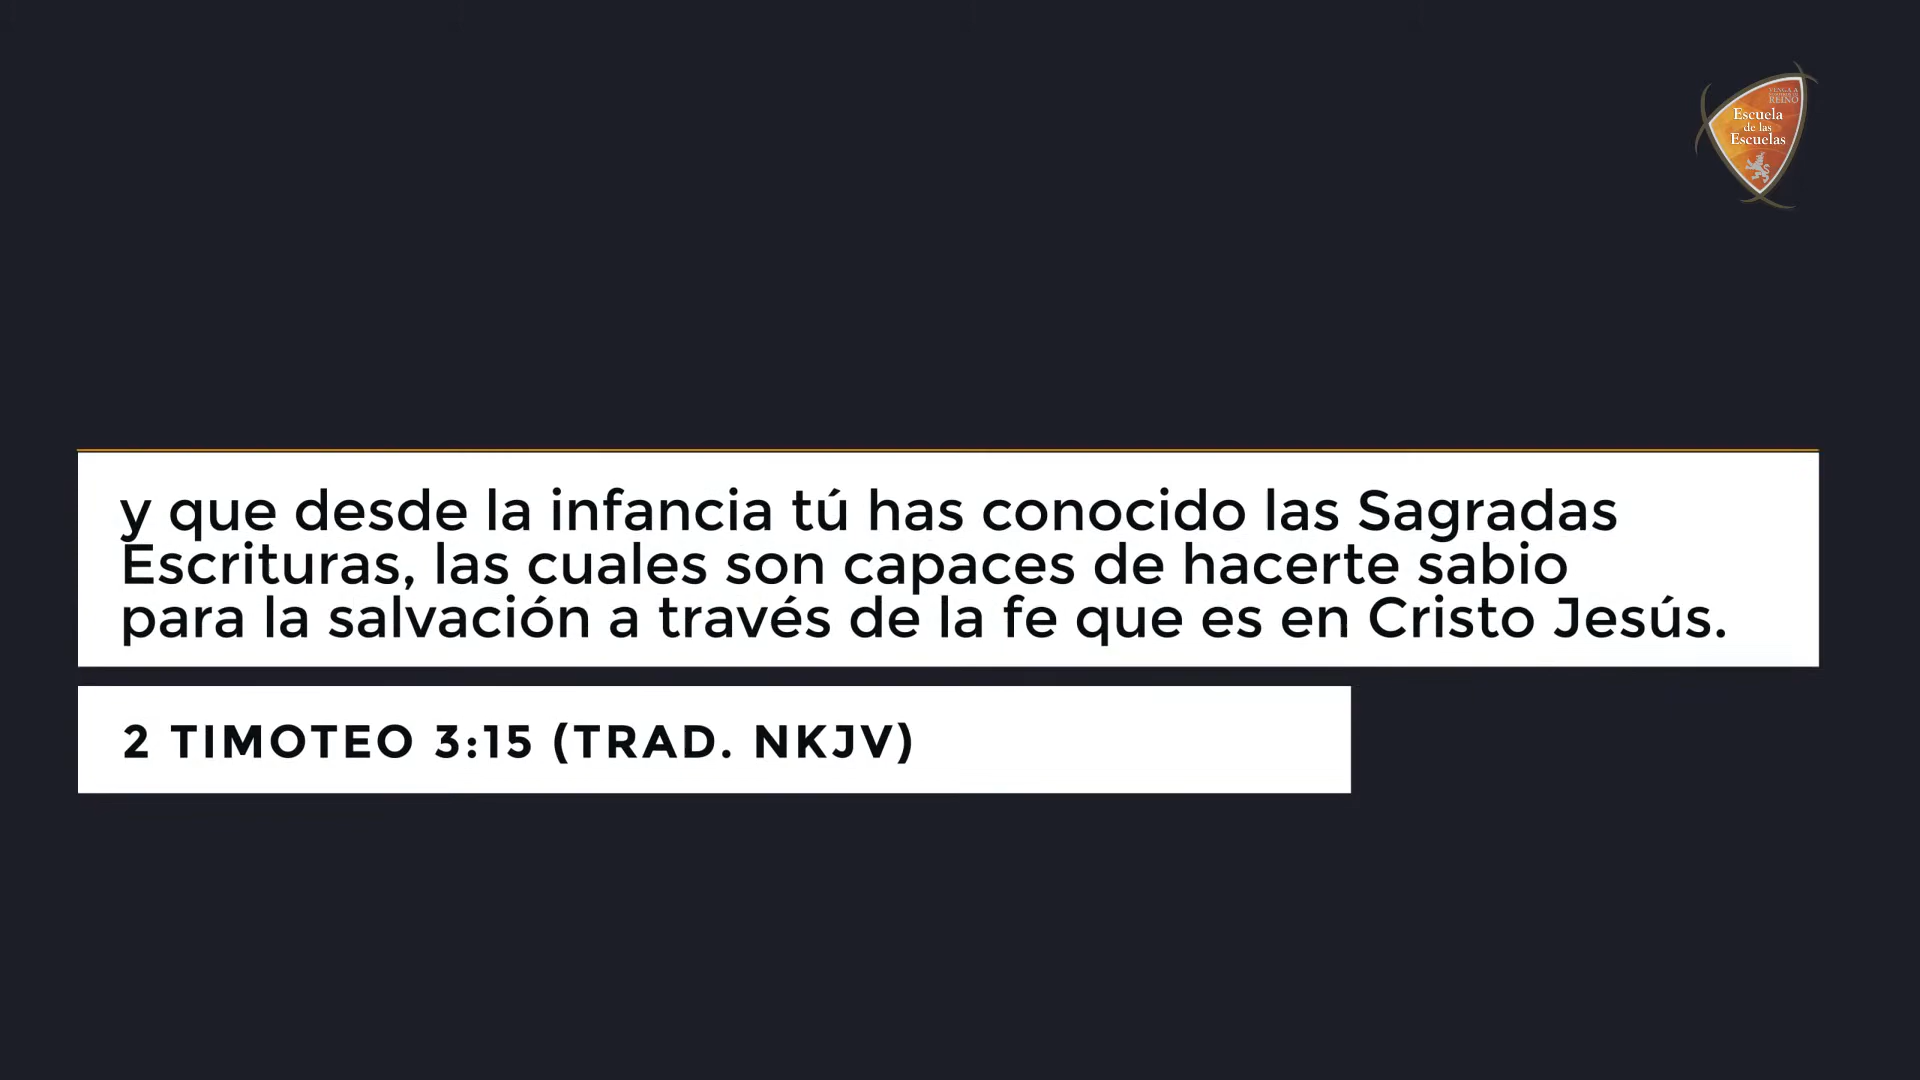 VENGA A
REINO
Escuela
de las
Escuelas
y que desde la infancia tú has conocido las Sagradas
Escrituras, las cuales son capaces de hacerte sabio
para la salvación a través de la fe que es en Cristo Jesús.
2 TIMOTEO 3:15 (TRAD. NKJV)